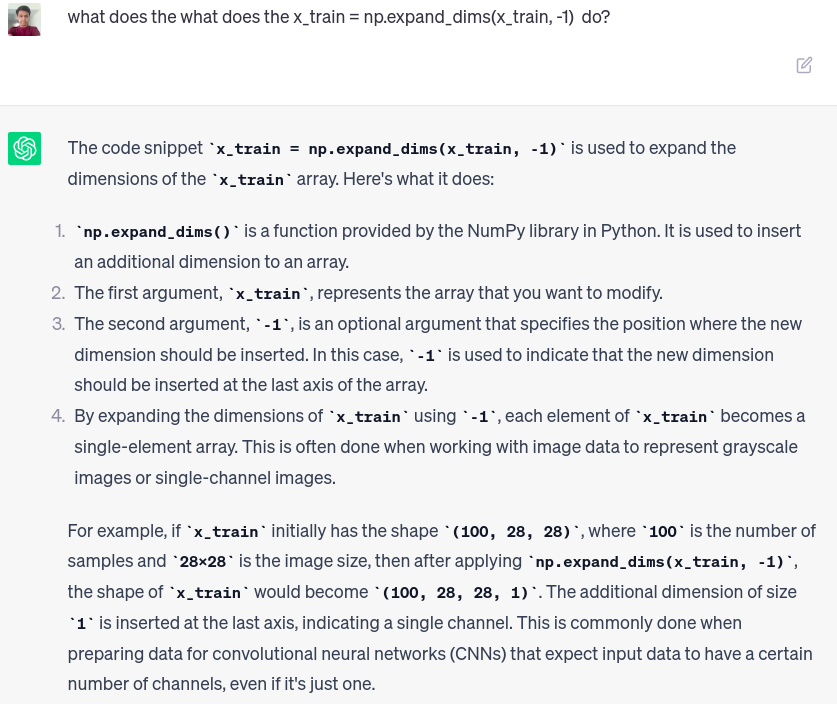 what does the what does the x_train = np.expand_dims(x_train, -1)  do?
The code snippet `x_train = np.expand_dims(x_train, -1)` is used to expand the
dimensions of the `x_train` array. Here's what it does:
1. `np.expand_dims()` is a function provided by the NumPy library in Python. It is used to insert
an additional dimension to an array.
2. The first argument, `x_train`, represents the array that you want to modify.
3. The second argument, `-1`, is an optional argument that specifies the position where the new
dimension should be inserted. In this case, `-1` is used to indicate that the new dimension
should be inserted at the last axis of the array.
4. By expanding the dimensions of `x_train` using `-1`, each element of `x_train` becomes a
single-element array. This is often done when working with image data to represent grayscale
images or single-channel images.
For example, if `x_train` initially has the shape `(100, 28, 28)`, where `100` is the number of
samples and `28x28` is the image size, then after applying `np.expand_dims(x_train, -1)`,
the shape of `x_train` would become `(100, 28, 28, 1)`. The additional dimension of size
`1` is inserted at the last axis, indicating a single channel. This is commonly done when
preparing data for convolutional neural networks (CNNs) that expect input data to have a certain
number of channels, even if it's just one.